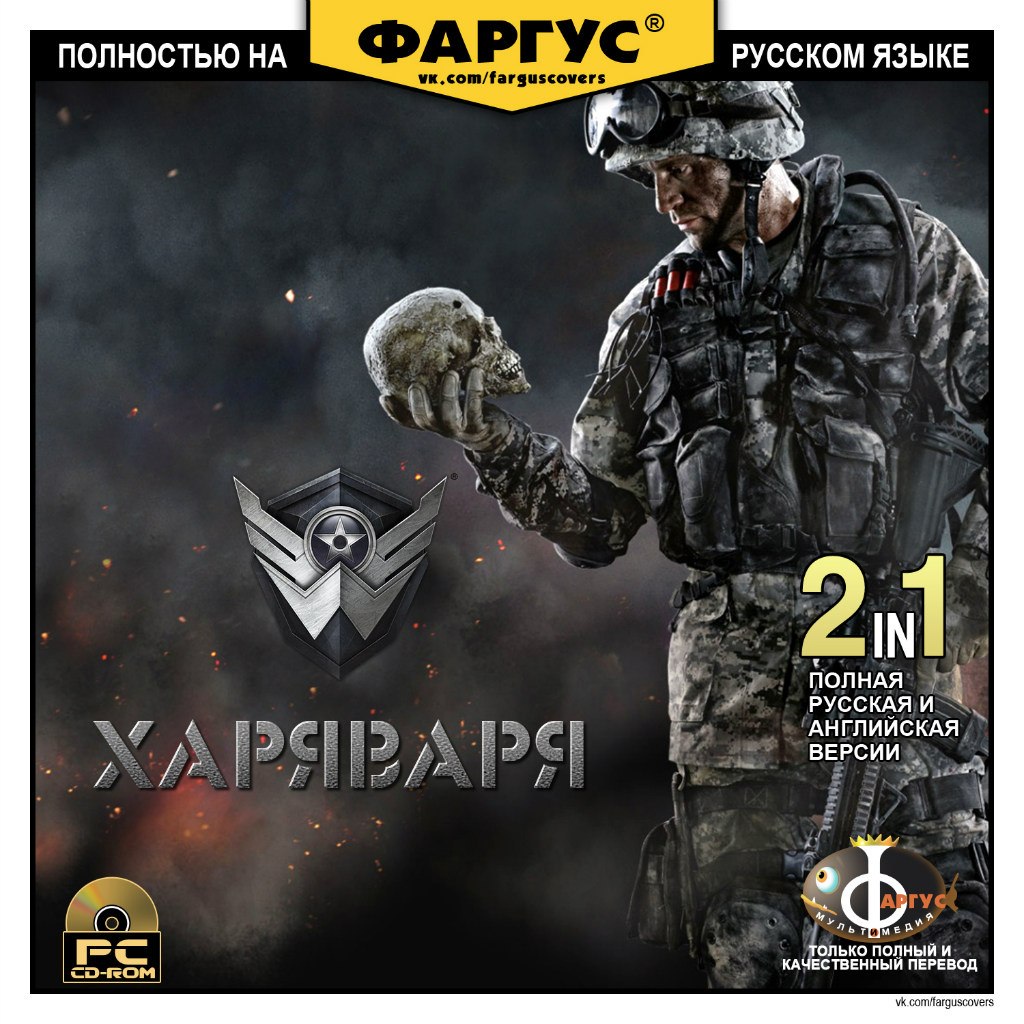 ПОЛНОСТЬЮ НА
ФАРГУС®
vk.com/farguscovers
РУССКОМ ЯЗЫКЕ
®
ХАРЯВАРЯ
2 IN 1
ПОЛНАЯ
РУССКАЯ И
АНГЛИЙСКАЯ
ВЕРСИИ
PC
CD-ROM
ФАРГУС
МУЛЬТИМЕДИЯ
ТОЛЬКО ПОЛНЫЙ И
КАЧЕСТВЕННЫЙ ПЕРЕВОД
vk.com/farguscovers